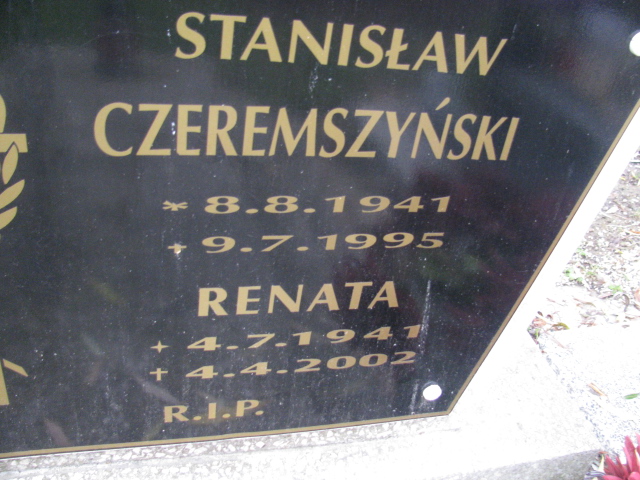 STANISŁAW
CZEREMSZYŃSKI
* 8.8.1941
+ 9.7.1995
RENATA
+ 4.7.1941
+ 4.4.2002
R.I.P.